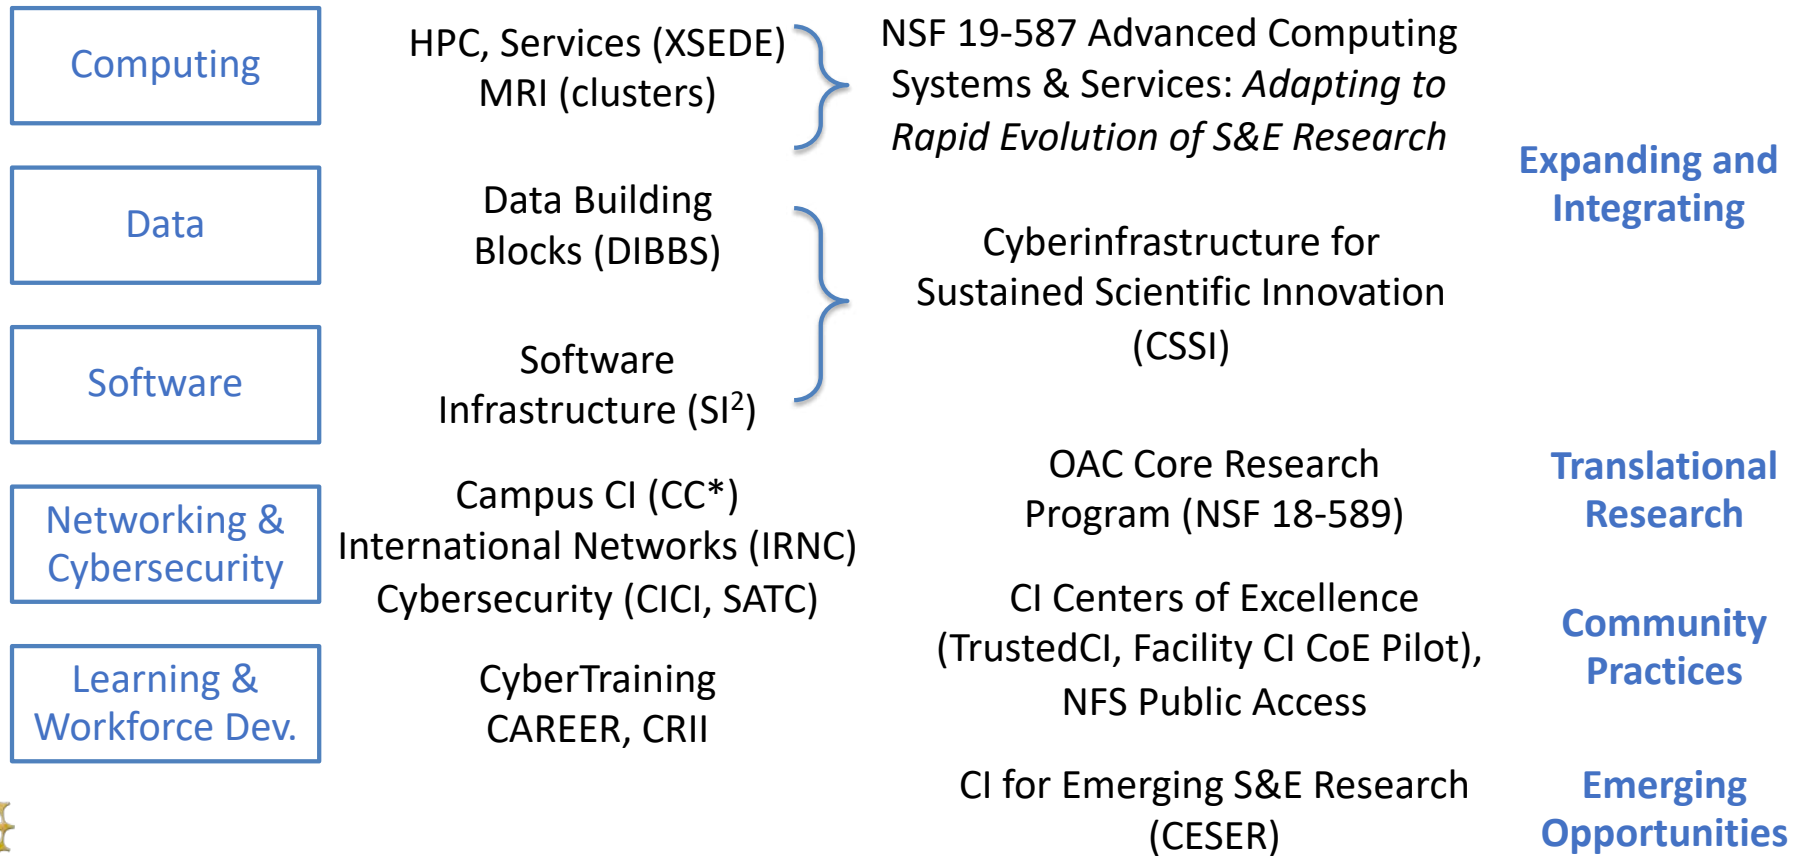 Computing
HPC, Services (XSEDE)
MRI (clusters)
NSF 19-587 Advanced Computing
Systems & Services: Adapting to
Rapid Evolution of S&E Research
Expanding and
Integrating
Data
Data Building
Blocks (DIBBS)
Cyberinfrastructure for
Sustained Scientific Innovation
(CSSI)
Software
Software
Infrastructure (SI²)
Networking &
Cybersecurity
Campus CI (CC*)
International Networks (IRNC)
Cybersecurity (CICI, SATC)
OAC Core Research
Program (NSF 18-589)
Translational
Research
Learning &
Workforce Dev.
CyberTraining
CAREER, CRII
CI Centers of Excellence
(TrustedCI, Facility CI CoE Pilot),
NFS Public Access
Community
Practices
CI for Emerging S&E Research
(CESER)
Emerging
Opportunities